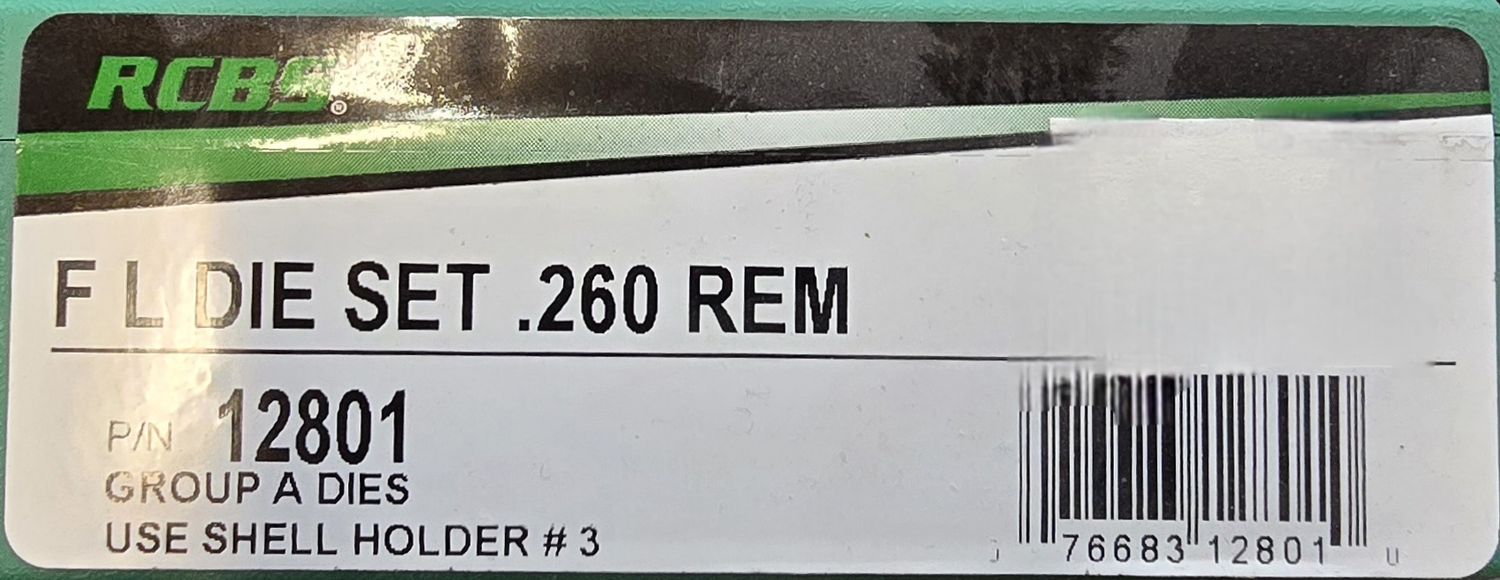 RCBS®
F L DIE SET .260 REM
P/N 12801
GROUP A DIES
USE SHELL HOLDER # 3
76683 12801